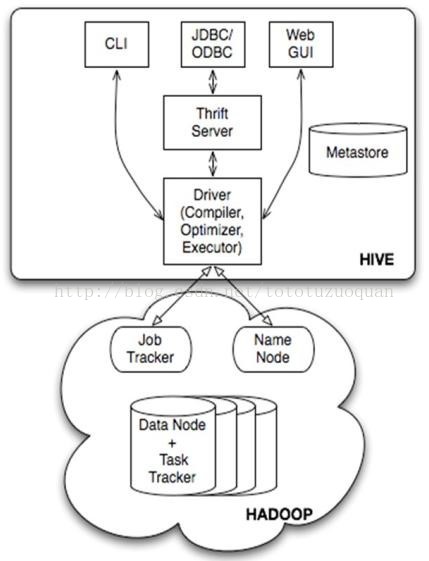 CLI
JDBC/
ODBC
Web
GUI
Thrift
Server
Metastore
Driver
(Compiler,
Optimizer,
Executor)
HIVE
http://blog.csdn.net/tototuzuoquan
Job
Tracker
Name
Node
Data Node
+
Task
Tracker
HADOOP